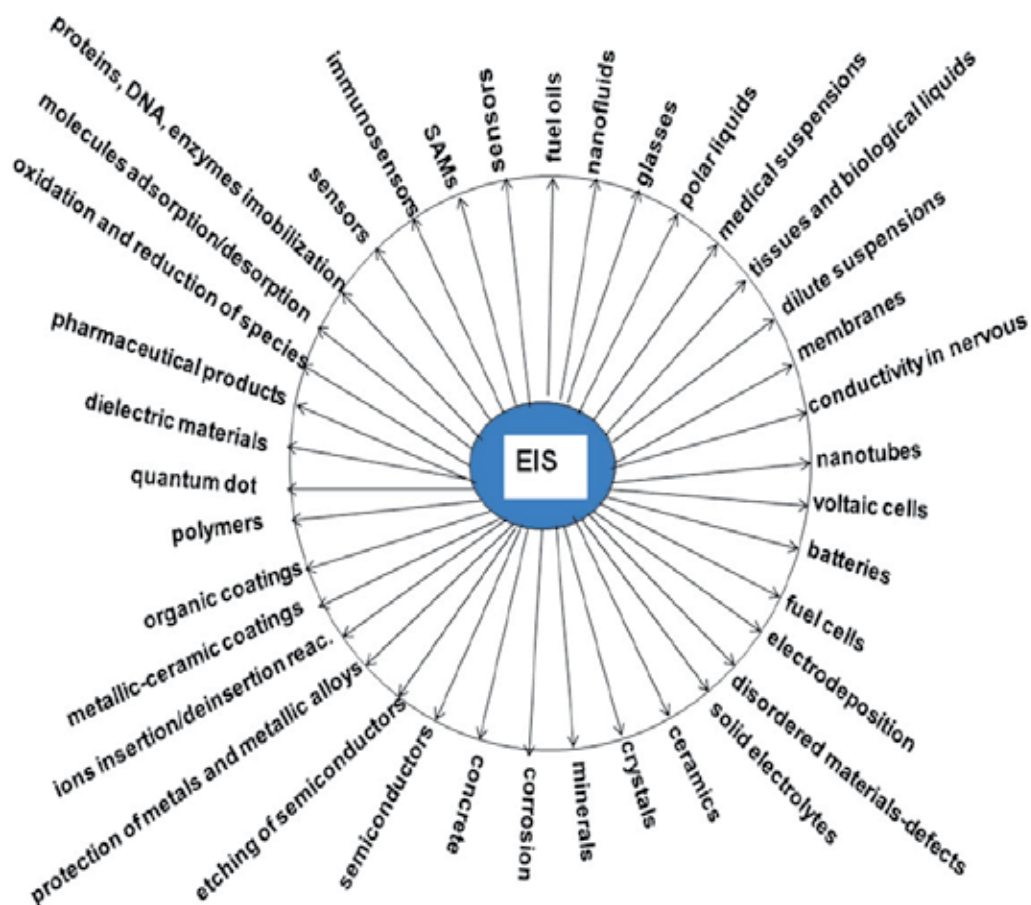 EIS
fuel oils
nanofluids
glasses
polar liquids
medical suspensions
tissues and biological liquids
dilute suspensions
membranes
conductivity in nervous
nanotubes
voltaic cells
batteries
fuel cells
electrodeposition
disordered materials-defects
solid electrolytes
ceramics
crystals
minerals
corrosion
concrete
semiconductors
etching of semiconductors
protection of metals and metallic alloys
ions insertion/deinsertion reac.
metallic-ceramic coatings
organic coatings
polymers
quantum dot
dielectric materials
pharmaceutical products
oxidation and reduction of species
molecules adsorption/desorption
proteins, DNA, enzymes imobilization
sensors
immunosensors
SAMs
sensors